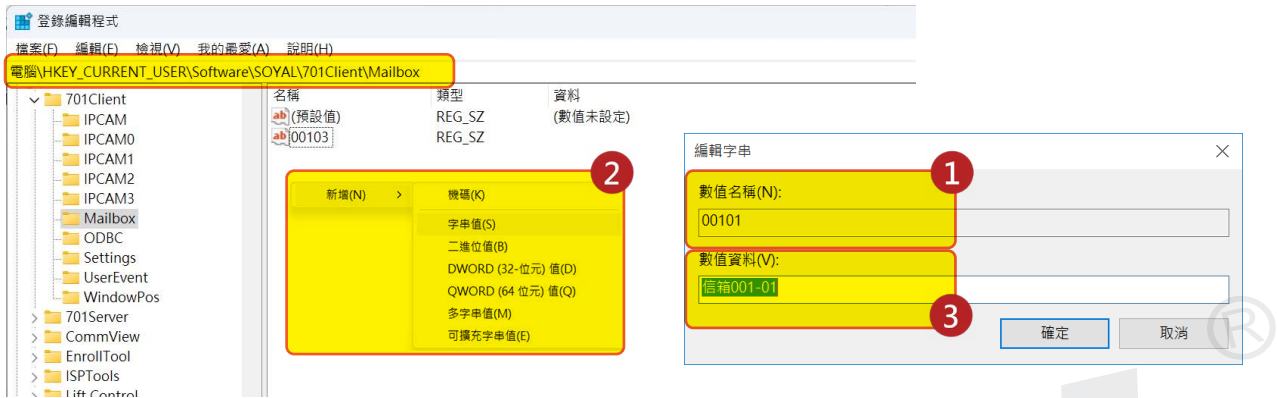 登錄編輯程式
檔案(F) 編輯(E) 檢視(V) 我的最愛(A) 說明(H)
電腦\HKEY_CURRENT_USER\Software\SOYAL\701Client\Mailbox
701Client
IPCAM
IPCAM0
IPCAM1
IPCAM2
IPCAM3
Mailbox
ODBC
Settings
UserEvent
WindowPos
701Server
CommView
EnrollTool
ISPTools
Lift Control
名稱 類型 資料
ab (預設值) REG_SZ (數值未設定)
ab 00103 REG_SZ
2
新增(N) >
機碼(K)
字串值(S)
二進位值(B)
DWORD (32-位元) 值(D)
QWORD (64 位元) 值(Q)
多字串值(M)
可擴充字串值(E)
編輯字串
1
數值名稱(N):
00101
數值資料(V):
信箱001-01
3
確定 取消
®